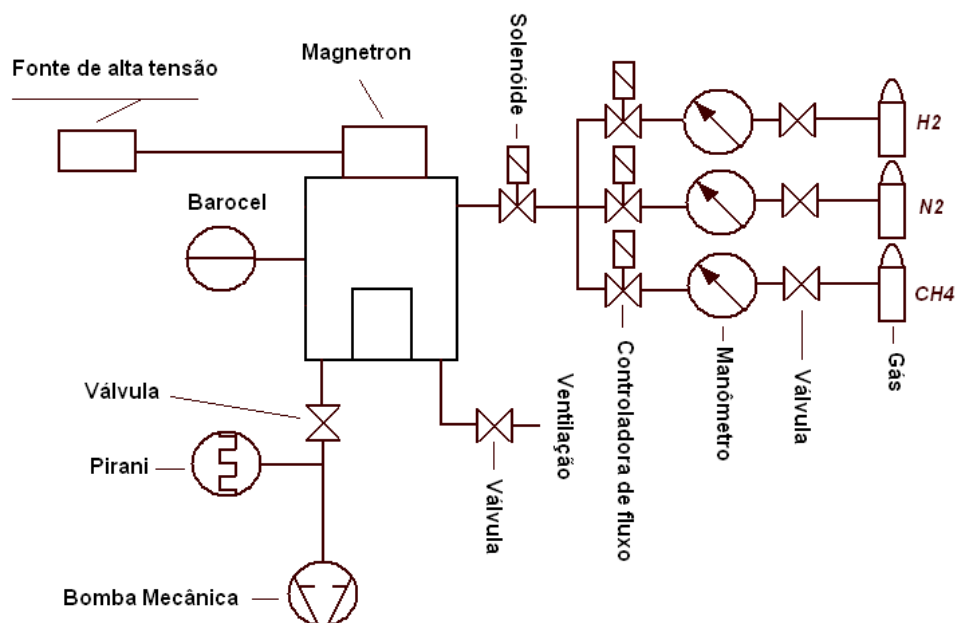 Fonte de alta tensão
Magnetron
Solenóide
H2
N2
Barocel
CH4
Controladora de fluxo
Manômetro
Válvula
Gás
Válvula
Ventilação
Válvula
Pirani
Bomba Mecânica